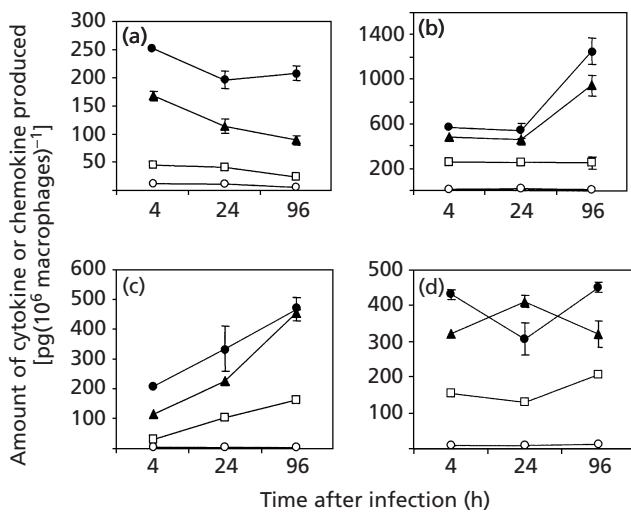 Amount of cytokine or chemokine produced
[pg(10⁶ macrophages)⁻¹]
(a)
300
250
200
150
100
50
4 24 96
(b)
1400
1000
600
200
4 24 96
(c)
600
500
400
300
200
100
4 24 96
(d)
500
400
300
200
100
4 24 96
Time after infection (h)